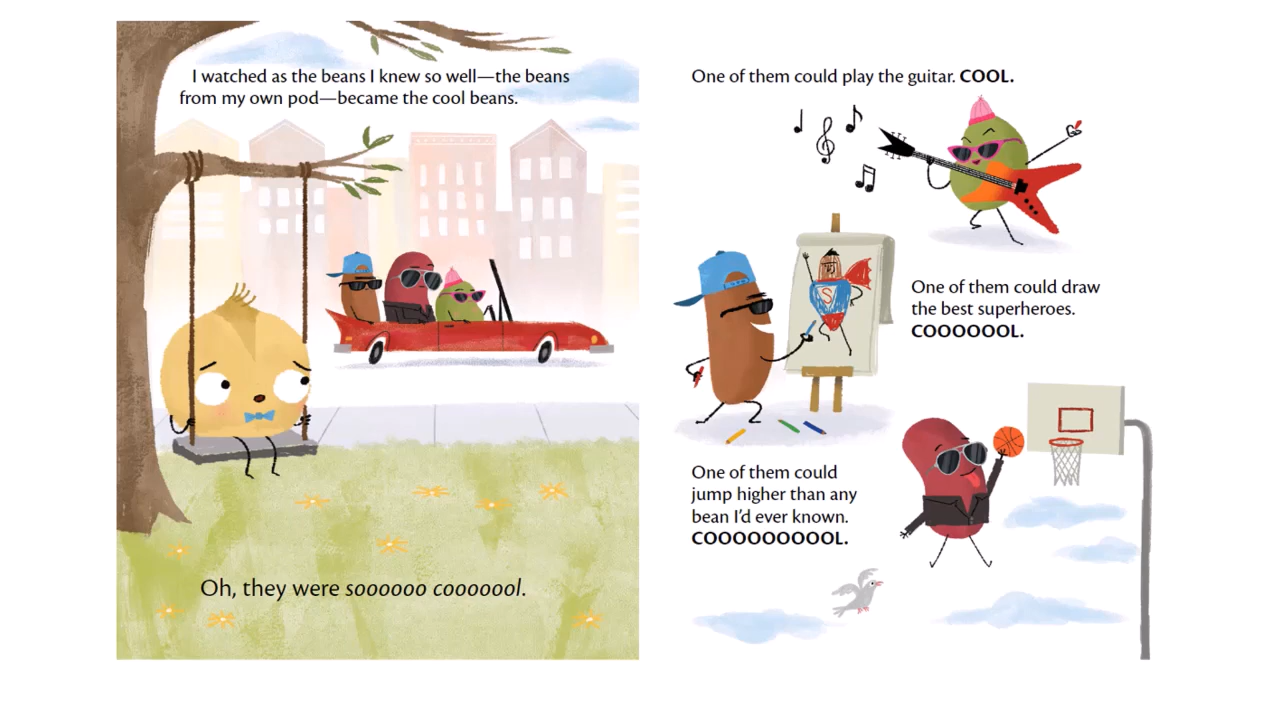 I watched as the beans I knew so well—the beans
from my own pod—became the cool beans.
Oh, they were soooooo cooooool.
One of them could play the guitar. COOL.
One of them could draw
the best superheroes.
COOOOOOL.
S
One of them could
jump higher than any
bean I’d ever known.
COOOOOOOOOL.